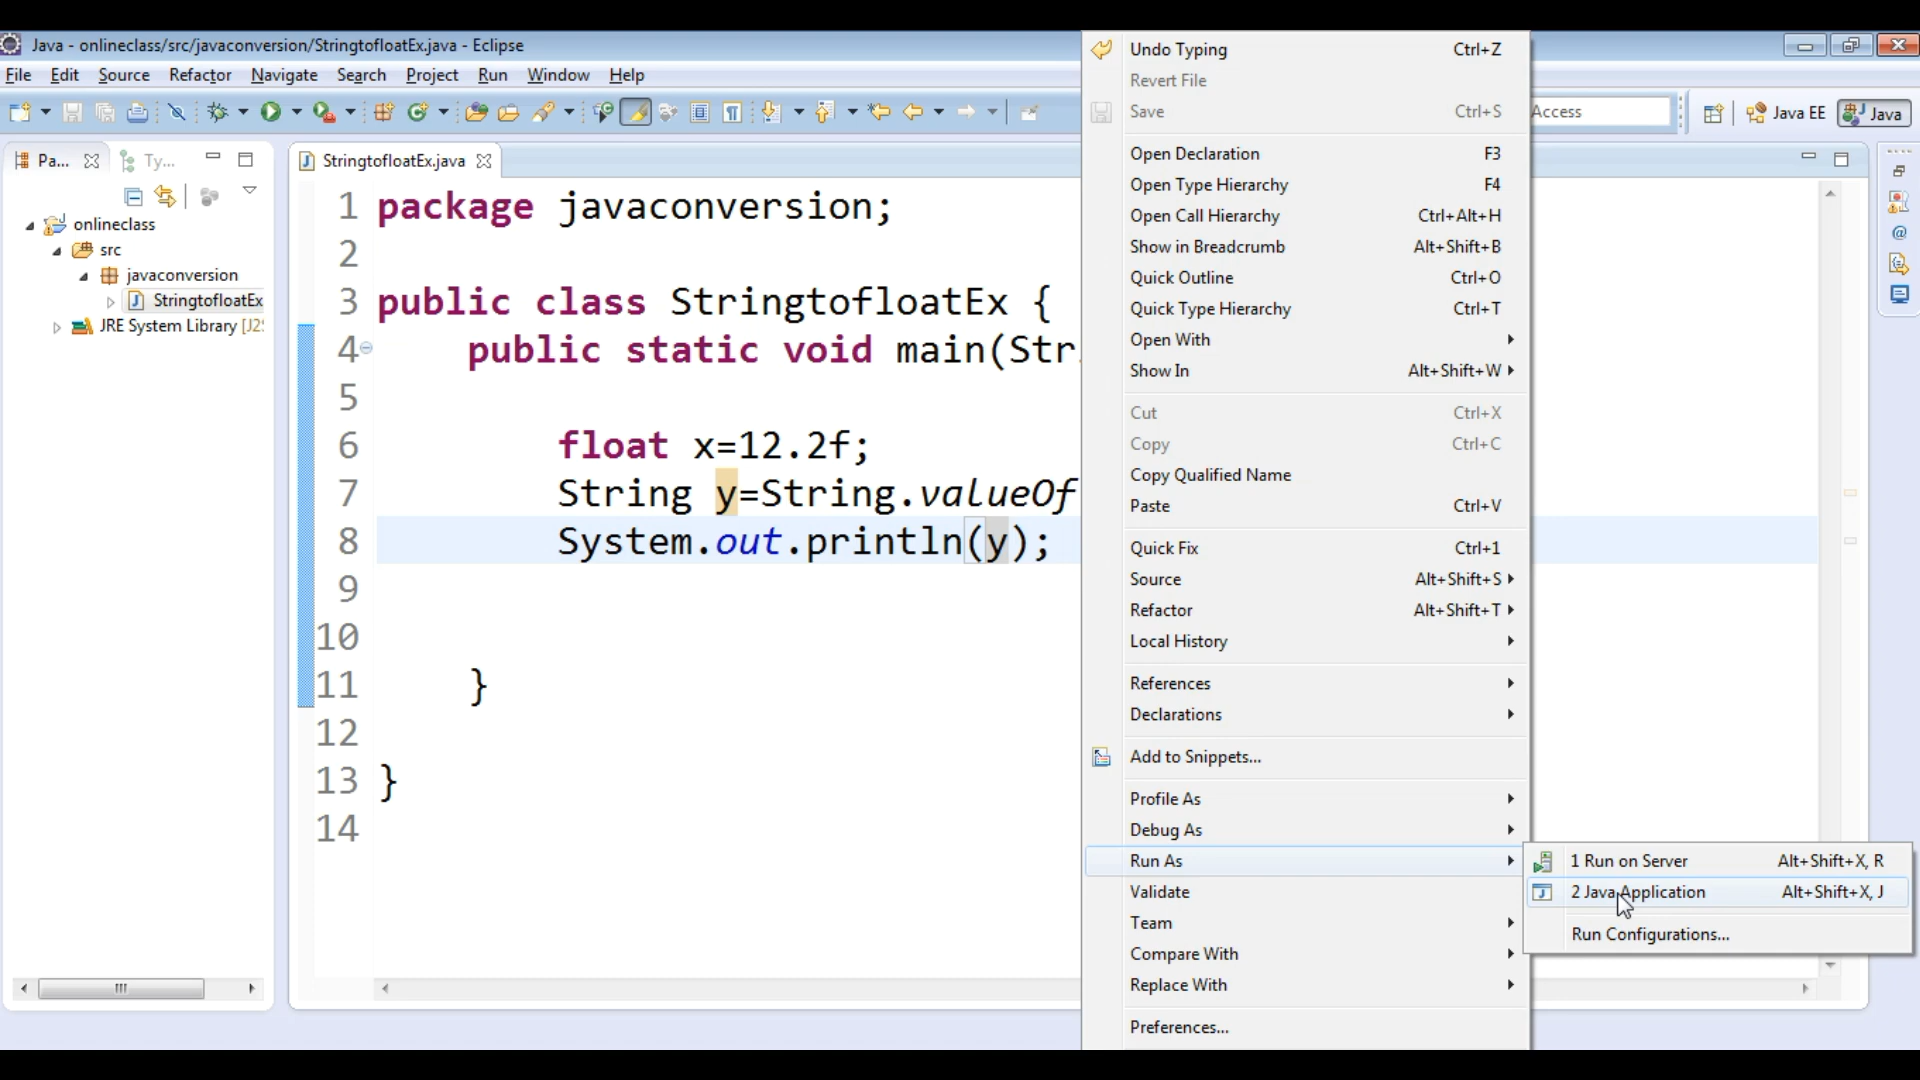 Java - onlineclass/src/javaconversion/StringtofloatEx.java - Eclipse
File Edit Source Refactor Navigate Search Project Run Window Help
Access
Java EE
Java
Pa...
Ty...
onlineclass
src
javaconversion
StringtofloatEx
JRE System Library [J2S
StringtofloatEx.java
1 package javaconversion;
2
3 public class StringtofloatEx {
4 public static void main(Str
5
6 float x=12.2f;
7 String y=String.valueOf
8 System.out.println(y);
9
10
11 }
12
13 }
14
Undo Typing Ctrl+Z
Revert File
Save Ctrl+S
Open Declaration F3
Open Type Hierarchy F4
Open Call Hierarchy Ctrl+Alt+H
Show in Breadcrumb Alt+Shift+B
Quick Outline Ctrl+O
Quick Type Hierarchy Ctrl+T
Open With
Show In Alt+Shift+W
Cut Ctrl+X
Copy Ctrl+C
Copy Qualified Name
Paste Ctrl+V
Quick Fix Ctrl+1
Source Alt+Shift+S
Refactor Alt+Shift+T
Local History
References
Declarations
Add to Snippets...
Profile As
Debug As
Run As
Validate
Team
Compare With
Replace With
Preferences...
1 Run on Server Alt+Shift+X, R
2 Java Application Alt+Shift+X, J
Run Configurations...